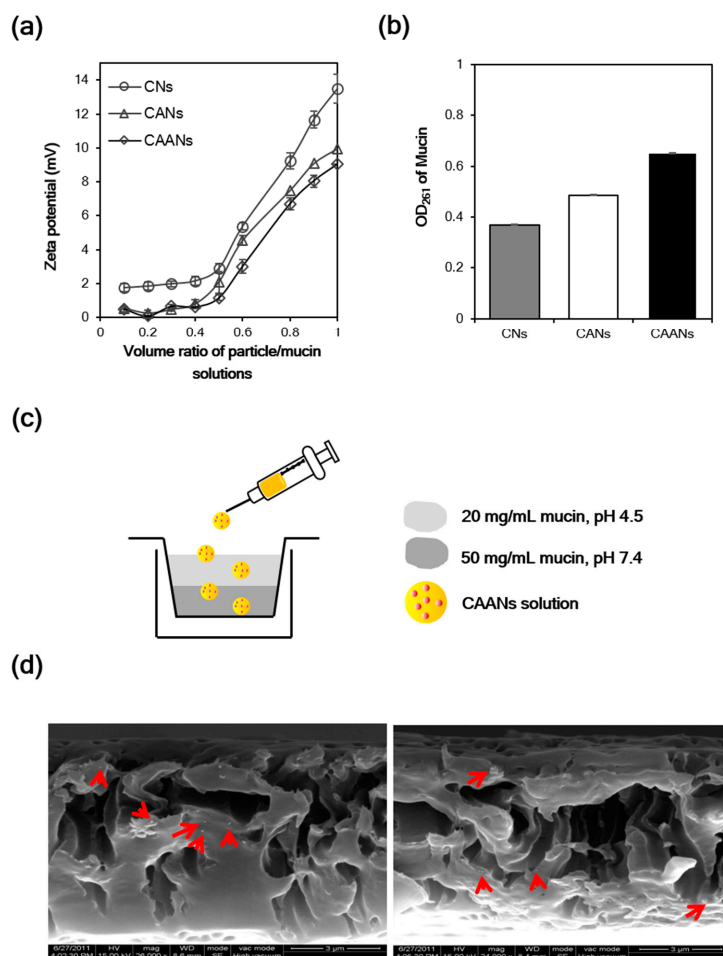 (a)
14
12
10
8
6
4
2
0
Zeta potential (mV)
CNs
CANs
CAANs
0
0.2
0.4
0.6
0.8
1
Volume ratio of particle/mucin
solutions
(b)
1
0.8
0.6
0.4
0.2
0
OD261 of Mucin
CNs
CANs
CAANs
(c)
20 mg/mL mucin, pH 4.5
50 mg/mL mucin, pH 7.4
CAANs solution
(d)
6/27/2011 HV mag WD mode vac mode 3 µm
6/27/2011 HV mag WD mode vac mode 3 µm